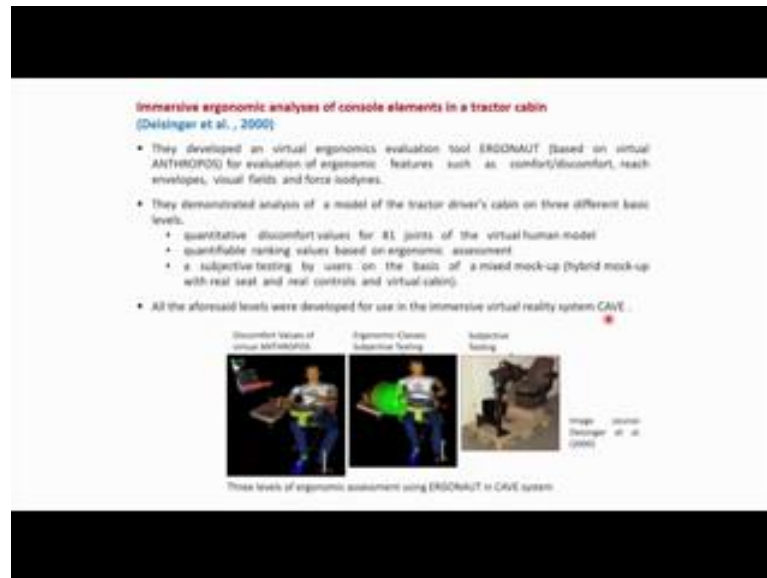 Immersive ergonomic analyses of console elements in a tractor cabin
(Deisinger et al. , 2000)
• They developed an virtual ergonomics evaluation tool ERGONAUT (based on virtual
ANTHROPOS) for evaluation of ergonomic features such as comfort/discomfort, reach
envelopes, visual fields and force isodynes.
• They demonstrated analysis of a model of the tractor driver's cabin on three different basic
levels.
• quantitative discomfort values for 81 joints of the virtual human model
• quantifiable ranking values based on ergonomic assessment
• a subjective testing by users on the basis of a mixed mock-up (hybrid mock-up
with real seat and real controls and virtual cabin).
• All the aforesaid levels were developed for use in the immersive virtual reality system CAVE .
Discomfort Values of
virtual ANTHROPOS
Ergonomic Classes
Subjective Testing
Subjective
Testing
Image source:
Deisinger et al.
(2000)
Three levels of ergonomic assessment using ERGONAUT in CAVE system